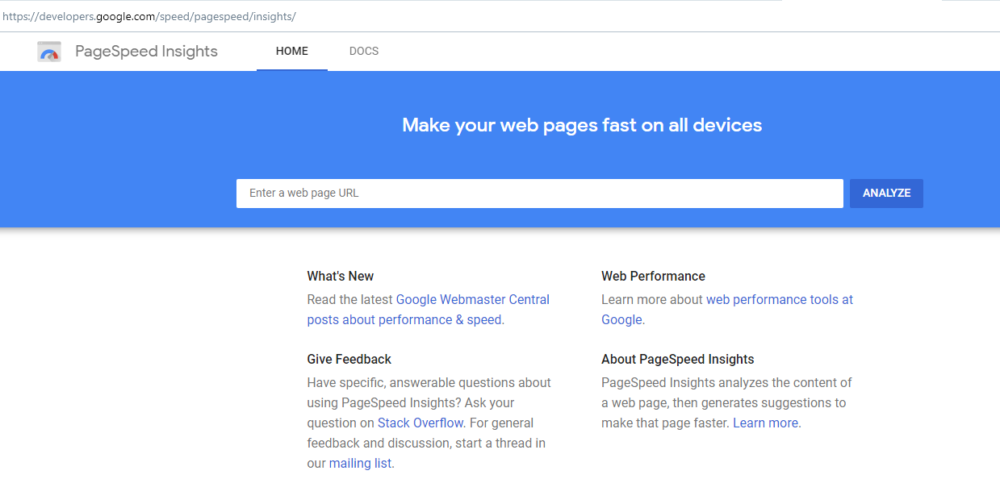 https://developers.google.com/speed/pagespeed/insights/
PageSpeed Insights HOME DOCS
Make your web pages fast on all devices
Enter a web page URL ANALYZE
What's New
Read the latest Google Webmaster Central
posts about performance & speed.
Web Performance
Learn more about web performance tools at
Google.
Give Feedback
Have specific, answerable questions about
using PageSpeed Insights? Ask your
question on Stack Overflow. For general
feedback and discussion, start a thread in
our mailing list.
About PageSpeed Insights
PageSpeed Insights analyzes the content of
a web page, then generates suggestions to
make that page faster. Learn more.